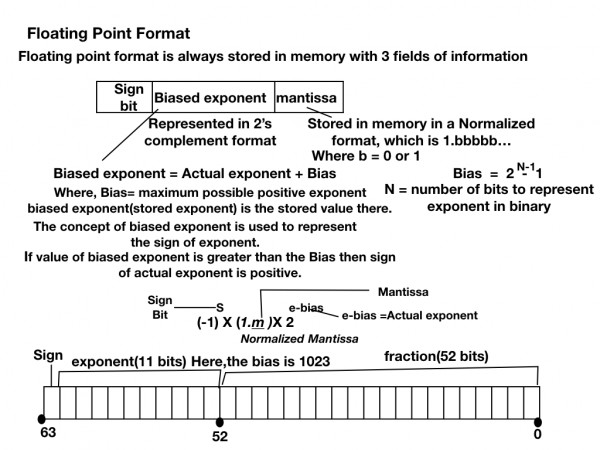 Floating Point Format
Floating point format is always stored in memory with 3 fields of information
Sign
bit
Biased exponent
mantissa
Represented in 2's
complement format
Stored in memory in a Normalized
format, which is 1.bbbbb…
Where b = 0 or 1
Biased exponent = Actual exponent + Bias
Where, Bias= maximum possible positive exponent
biased exponent(stored exponent) is the stored value there.
The concept of biased exponent is used to represent
the sign of exponent.
If value of biased exponent is greater than the Bias then sign
of actual exponent is positive.
Bias = 2 N-1 - 1
N = number of bits to represent
exponent in binary
Mantissa
Sign
Bit
S
e-bias
e-bias =Actual exponent
(-1) X (1.m )X 2
Normalized Mantissa
Sign
exponent(11 bits) Here,the bias is 1023
fraction(52 bits)
63
52
0